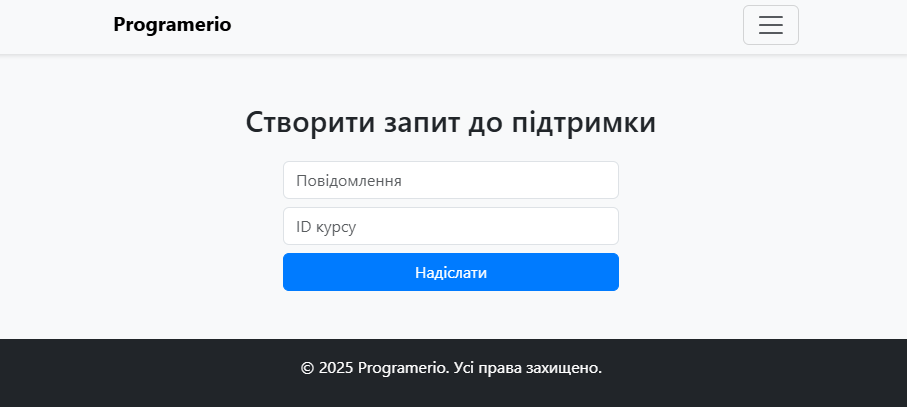 Programerio
Створити запит до підтримки
Повідомлення
ID курсу
Надіслати
© 2025 Programerio. Усі права захищено.